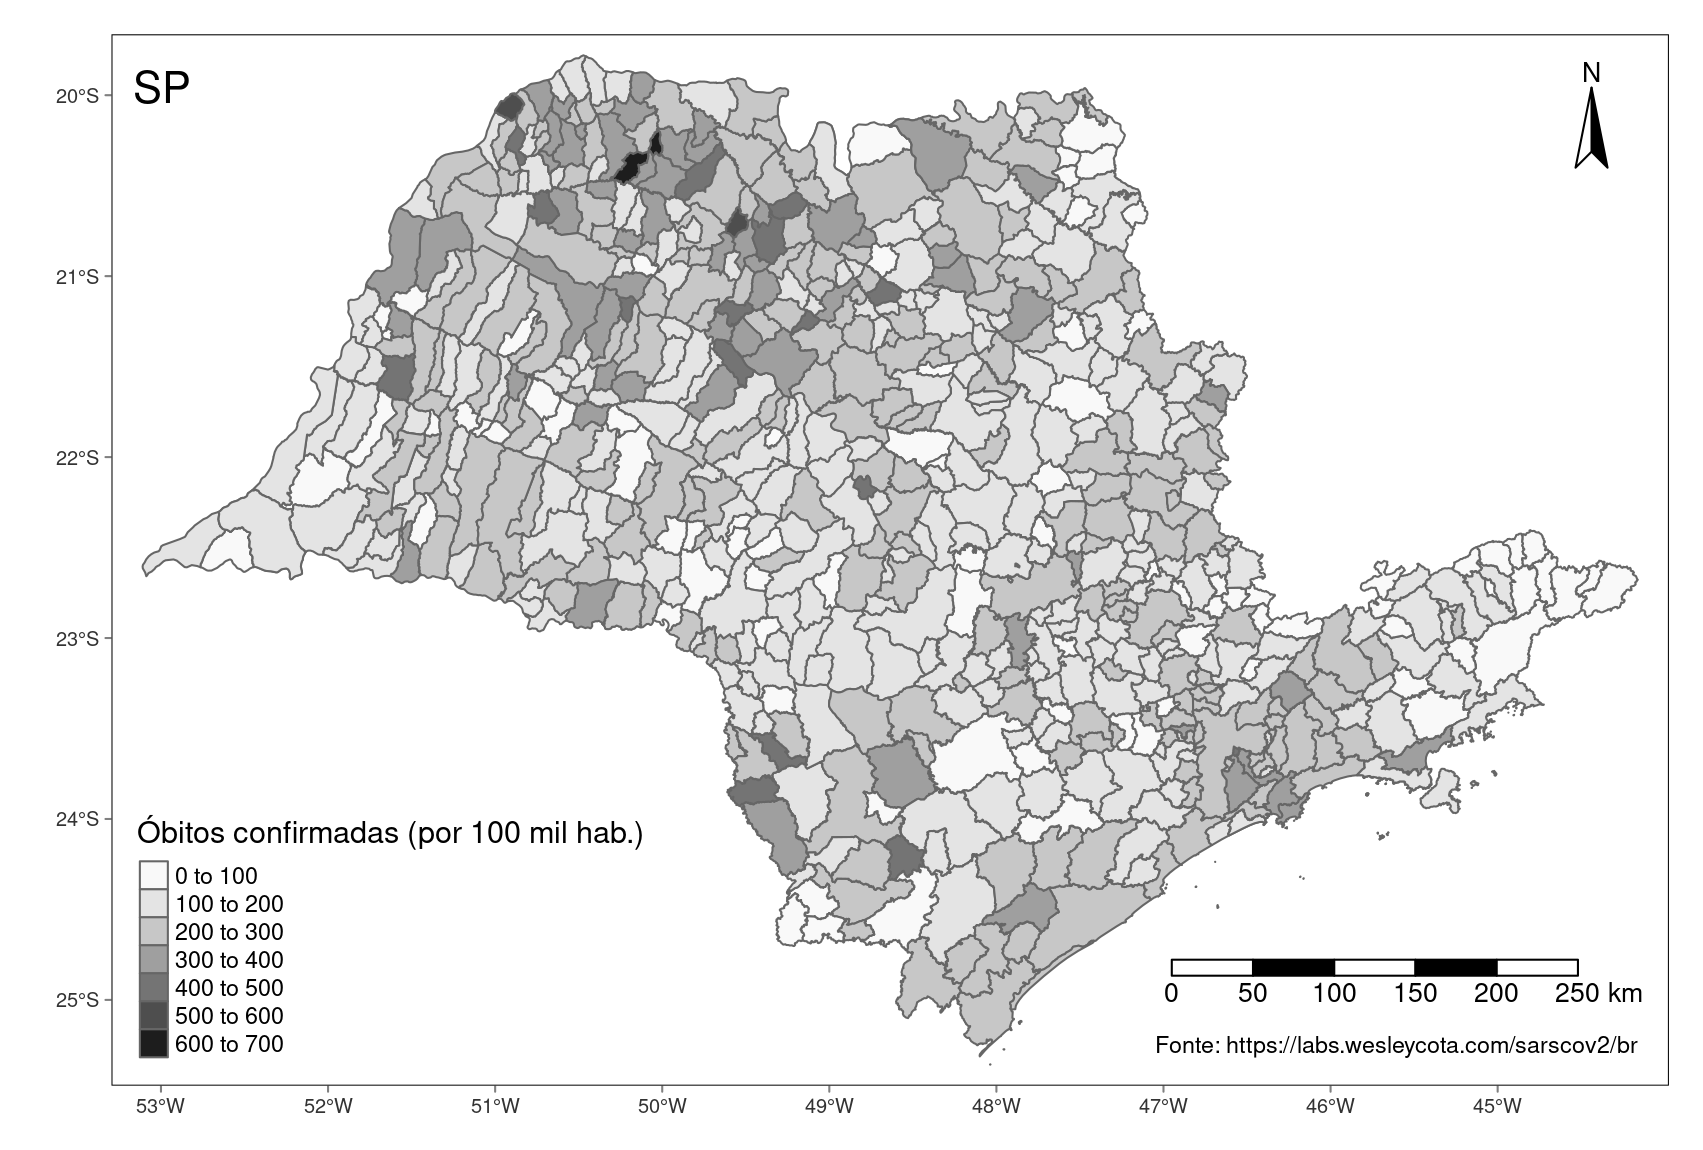 SP
N
20°S
21°S
22°S
23°S
24°S
25°S
Óbitos confirmadas (por 100 mil hab.)
0 to 100
100 to 200
200 to 300
300 to 400
400 to 500
500 to 600
600 to 700
0 50 100 150 200 250 km
Fonte: https://labs.wesleycota.com/sarscov2/br
53°W 52°W 51°W 50°W 49°W 48°W 47°W 46°W 45°W